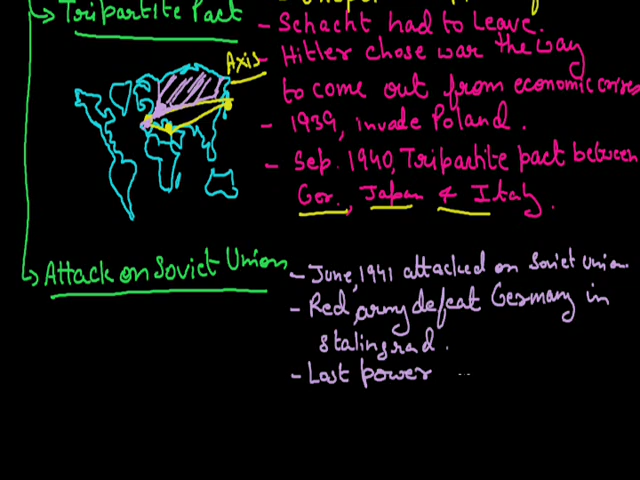 Tripartite Pact
- Schacht had to leave.
- Hitler chose war the way
to come out from economic crises
- 1939, invade Poland.
- Sep. 1940, Tripartite pact between
Ger., Japan & Italy.
Axis
Attack on Soviet Union
- June, 1941 attacked on Soviet union.
- Red, army defeat Germany in
Stalingrad.
- Last power